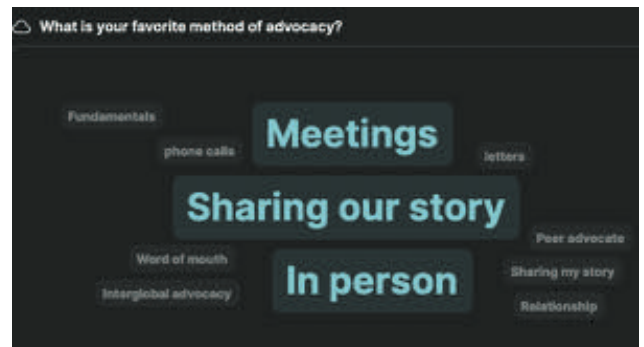 What is your favorite method of advocacy?
Fundamentals
Meetings
phone calls
letters
Sharing our story
Peer advocate
Word of mouth
In person
Sharing my story
Interglobal advocacy
Relationship